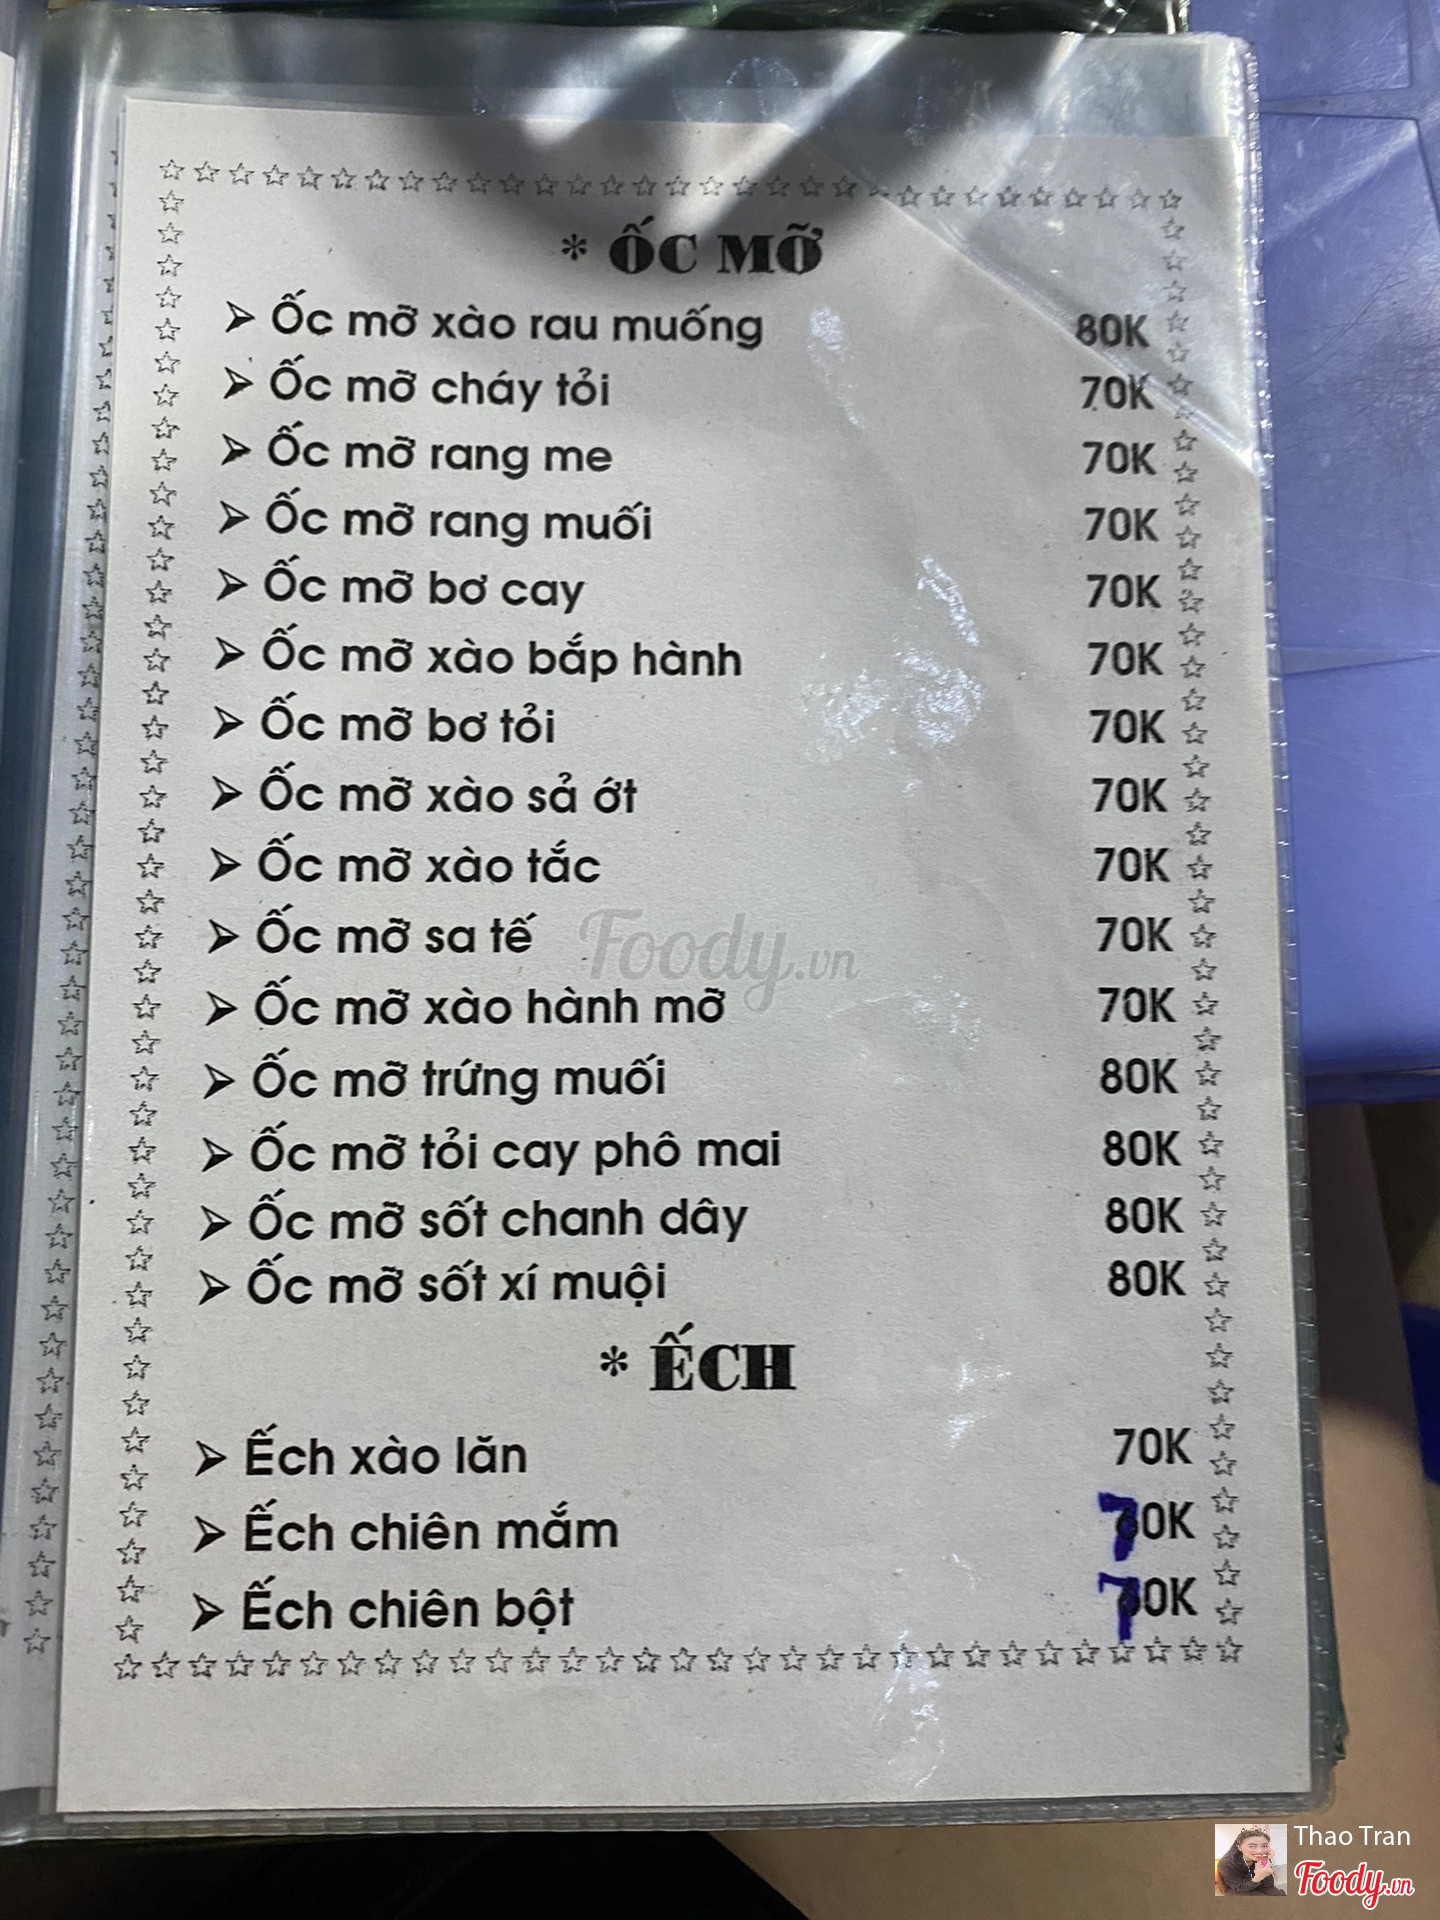 * ỐC MỠ
Ốc mỡ xào rau muống 80K
Ốc mỡ cháy tỏi 70K
Ốc mỡ rang me 70K
Ốc mỡ rang muối 70K
Ốc mỡ bơ cay 70K
Ốc mỡ xào bắp hành 70K
Ốc mỡ bơ tỏi 70K
Ốc mỡ xào sả ớt 70K
Ốc mỡ xào tắc 70K
Ốc mỡ sa tế 70K
Foody.vn
Ốc mỡ xào hành mỡ 70K
Ốc mỡ trứng muối 80K
Ốc mỡ tỏi cay phô mai 80K
Ốc mỡ sốt chanh dây 80K
Ốc mỡ sốt xí muội 80K
* ẾCH
Ếch xào lăn 70K
Ếch chiên mắm 70K
Ếch chiên bột 70K
Thao Tran
Foody.vn